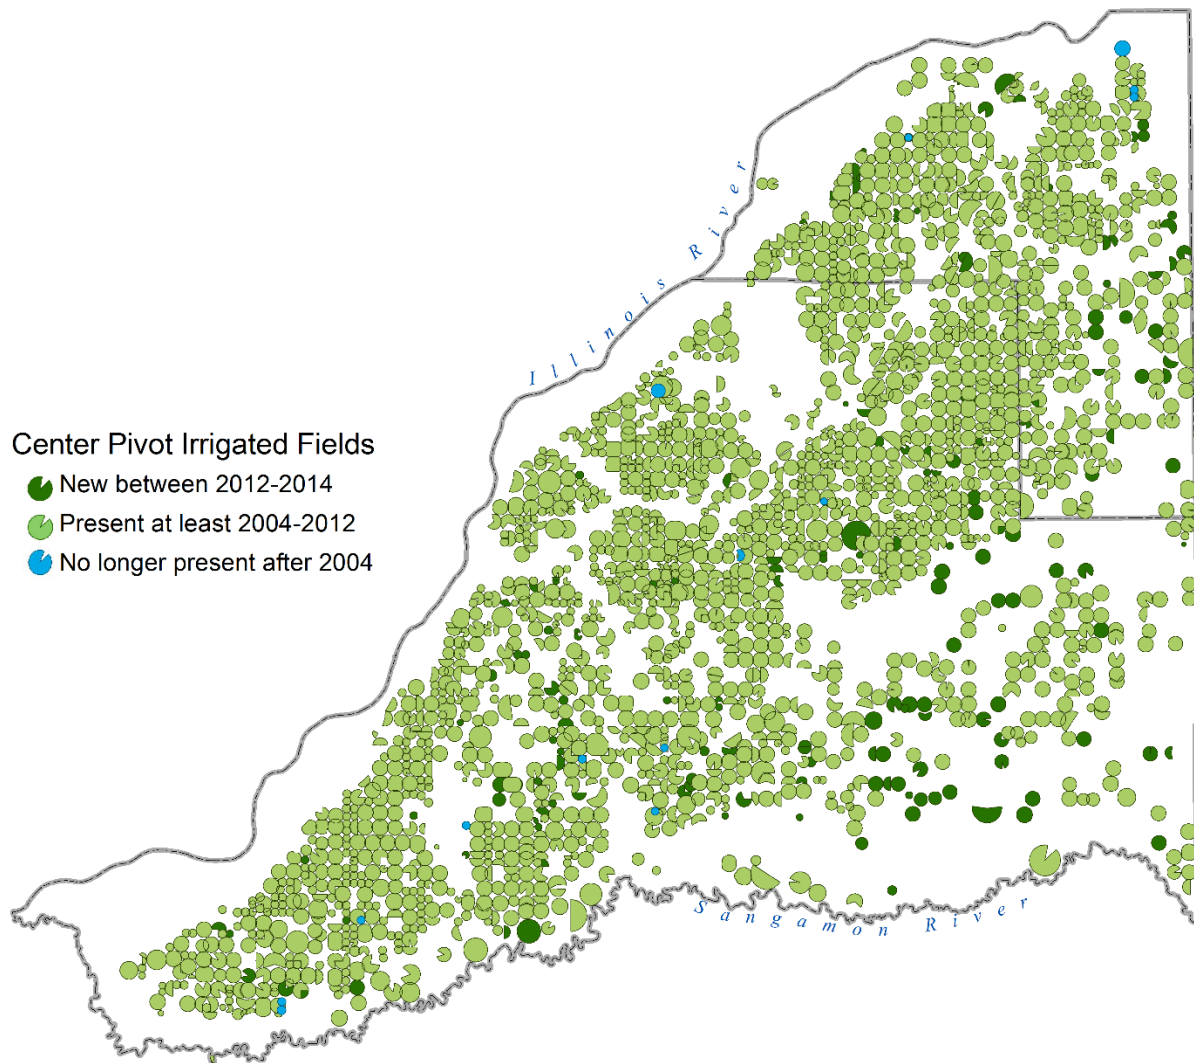 Illinois River
Center Pivot Irrigated Fields
New between 2012-2014
Present at least 2004-2012
No longer present after 2004
Sangamon River